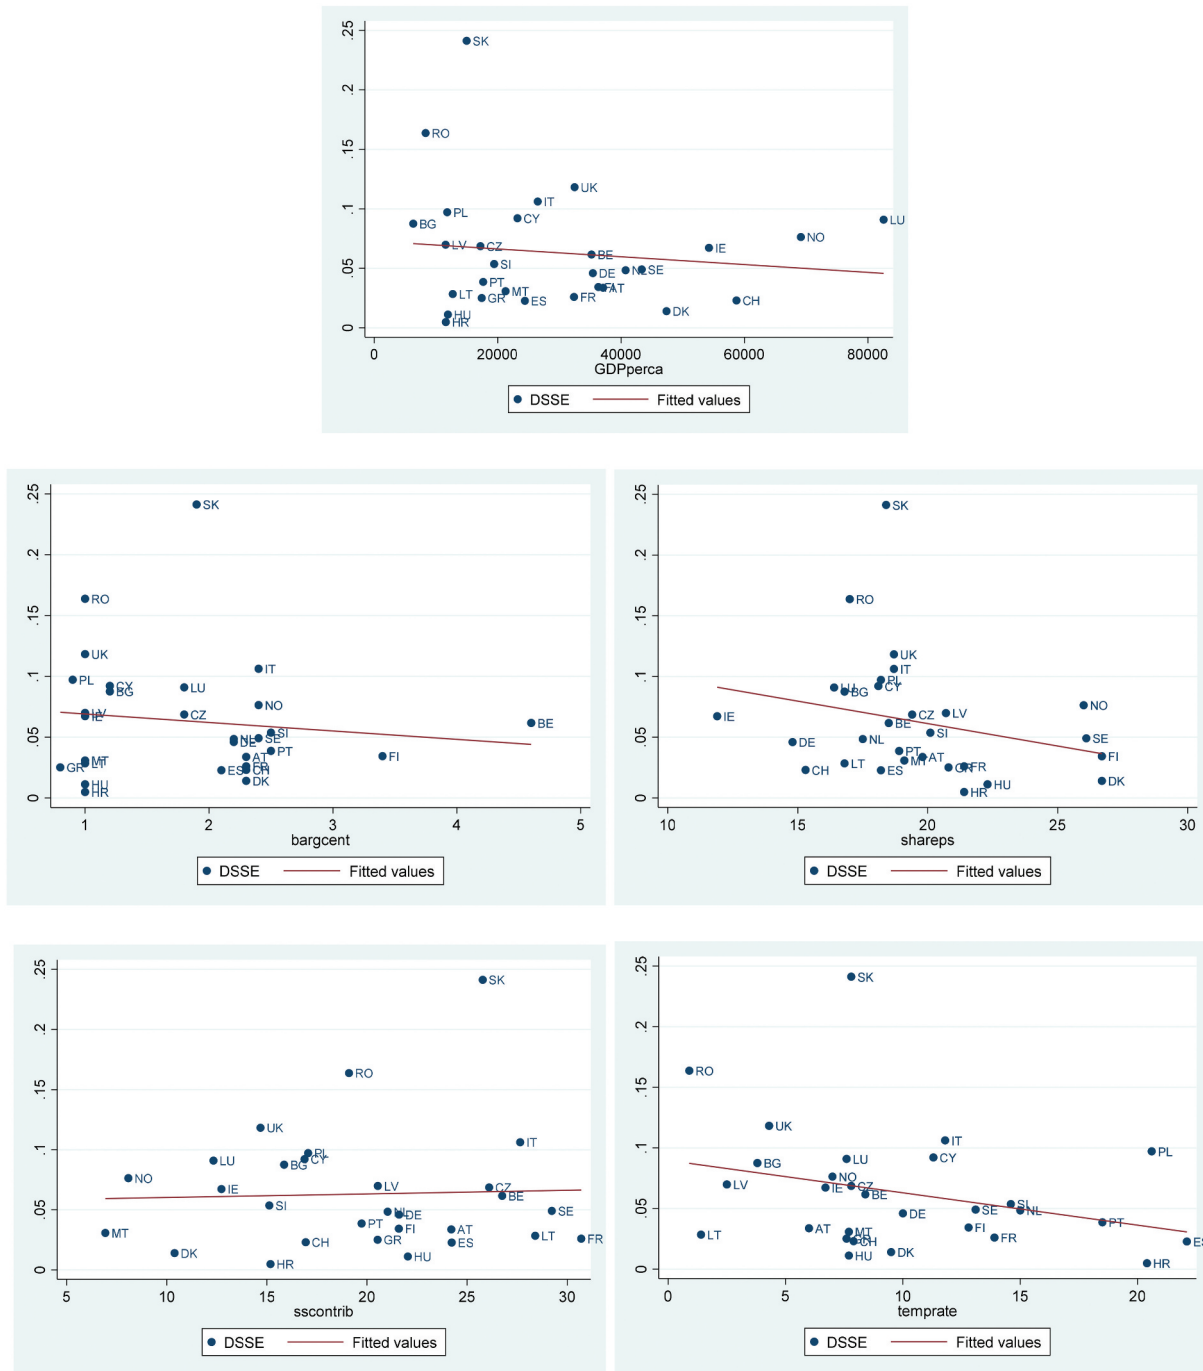 .25
SK
.2
RO
.15
UK
IT
.1
PL
CY
LU
BG
NO
LV
CZ
IE
BE
.05
SI
DE
NLSE
PT
FI
AT
LT
GR
MT
ES
FR
CH
DK
HU
HR
0
0 20000 40000 60000 80000
GDPperca
DSSE Fitted values
.25
SK
.2
RO
.15
UK
IT
.1
PL
CY
BG
LU
NO
LV
IE
CZ
BE
.05
SI
NL
SE
DE
PT
AT
FI
MT
LT
GR
ES
FR
CH
DK
HU
HR
0
1 2 3 4 5
bargcent
DSSE Fitted values
.25
SK
.2
RO
.15
UK
IT
.1
PL
CY
LU
BG
NO
IE
CZ
LV
BE
.05
SI
SE
DE
NL
PT
MT
AT
FI
CH
LT
ES
GR
FR
DK
HU
HR
0
10 15 20 25 30
shareps
DSSE Fitted values
.25
SK
.2
RO
.15
UK
IT
.1
PL
CY
LU
BG
NO
IE
LV
CZ
BE
.05
SI
NL
DE
SE
PT
FI
AT
MT
CH
GR
ES
LT
FR
DK
HU
HR
0
5 10 15 20 25 30
sscontrib
DSSE Fitted values
.25
SK
.2
RO
.15
UK
IT
.1
PL
CY
LU
BG
NO
LV
IE
CZ
BE
.05
SI
SE
NL
DE
PT
AT
FI
LT
MT
GR
CH
FR
ES
HU
DK
HR
0
0 5 10 15 20
temprate
DSSE Fitted values